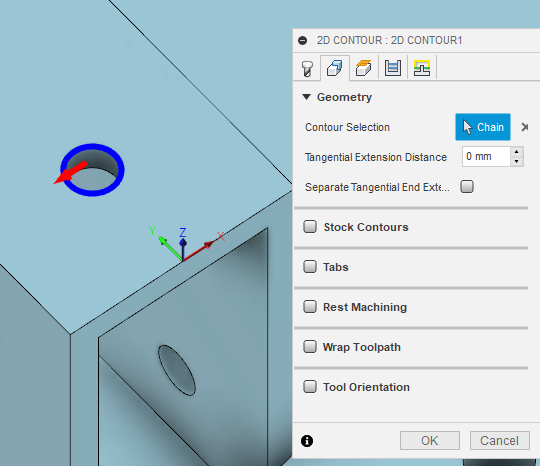 2D CONTOUR : 2D CONTOUR1
Geometry
Contour Selection
Chain
Tangential Extension Distance
0 mm
Separate Tangential End Exte...
Stock Contours
Tabs
Rest Machining
Wrap Toolpath
Tool Orientation
OK
Cancel
Y
Z
X